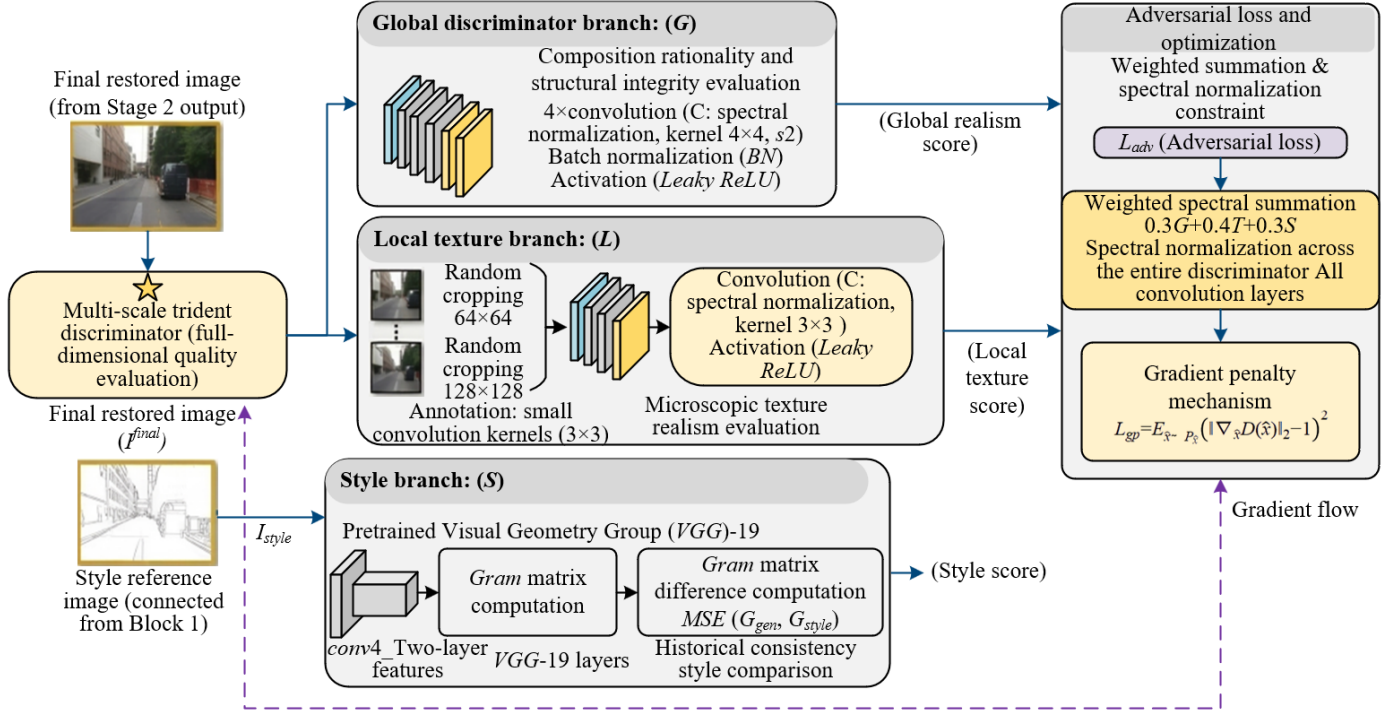 Final restored image
(from Stage 2 output)
Multi-scale trident
discriminator (full-
dimensional quality
evaluation)
Final restored image
(I^final)
Style reference
image (connected
from Block 1)
I_style
Global discriminator branch: (G)
Composition rationality and
structural integrity evaluation
4×convolution (C: spectral
normalization, kernel 4×4, s2)
Batch normalization (BN)
Activation (Leaky ReLU)
(Global realism
score)
Local texture branch: (L)
Random
cropping
64×64
Random
cropping
128×128
Annotation: small
convolution kernels (3×3)
Convolution (C:
spectral normalization,
kernel 3×3 )
Activation (Leaky
ReLU)
Microscopic texture
realism evaluation
(Local
texture
score)
Style branch: (S)
Pretrained Visual Geometry Group (VGG)-19
conv4_Two-layer
features
Gram matrix
computation
VGG-19 layers
Gram matrix
difference computation
MSE (G_gen, G_style)
Historical consistency
style comparison
(Style score)
Adversarial loss and
optimization
Weighted summation &
spectral normalization
constraint
L_adv (Adversarial loss)
Weighted spectral summation
0.3G+0.4T+0.3S
Spectral normalization across
the entire discriminator All
convolution layers
Gradient penalty
mechanism
L_gp=E_x̂~ P_x̂(‖∇_x̂D(x̂)‖₂−1)²
Gradient flow